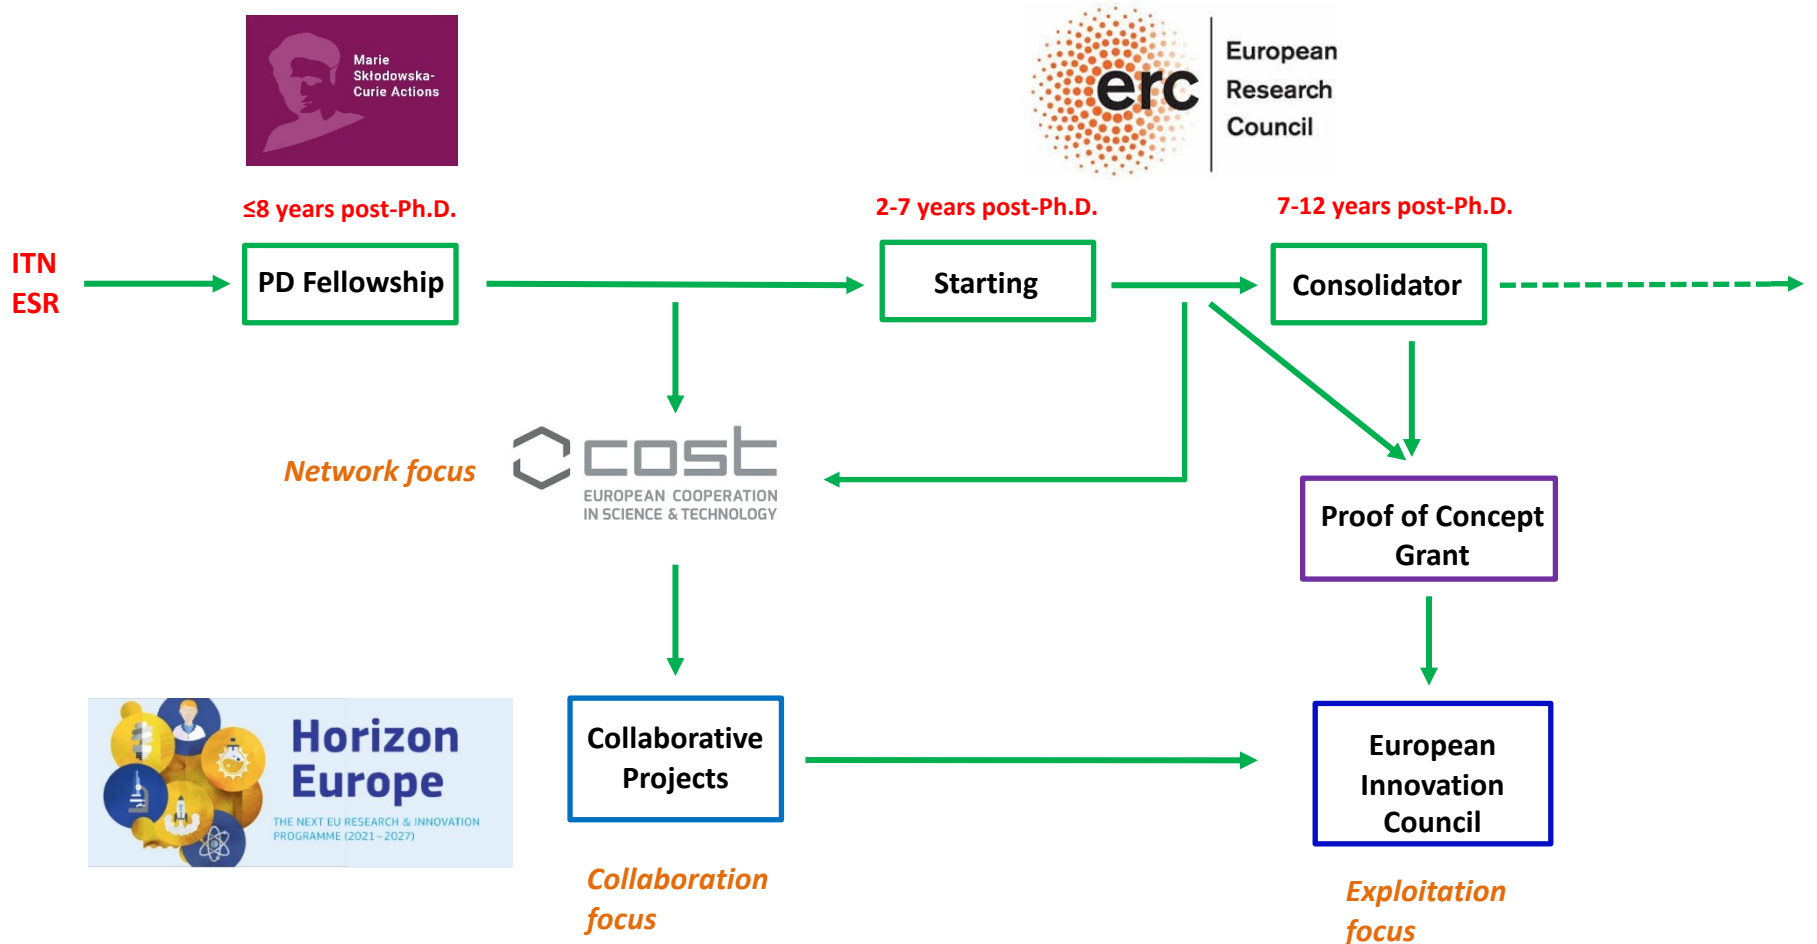 Marie
Skłodowska-
Curie Actions
erc
European
Research
Council
≤8 years post-Ph.D.
2-7 years post-Ph.D.
7-12 years post-Ph.D.
ITN
ESR
PD Fellowship
Starting
Consolidator
Network focus
cost
EUROPEAN COOPERATION
IN SCIENCE & TECHNOLOGY
Proof of Concept
Grant
Horizon
Europe
THE NEXT EU RESEARCH & INNOVATION
PROGRAMME (2021–2027)
Collaborative
Projects
European
Innovation
Council
Collaboration
focus
Exploitation
focus